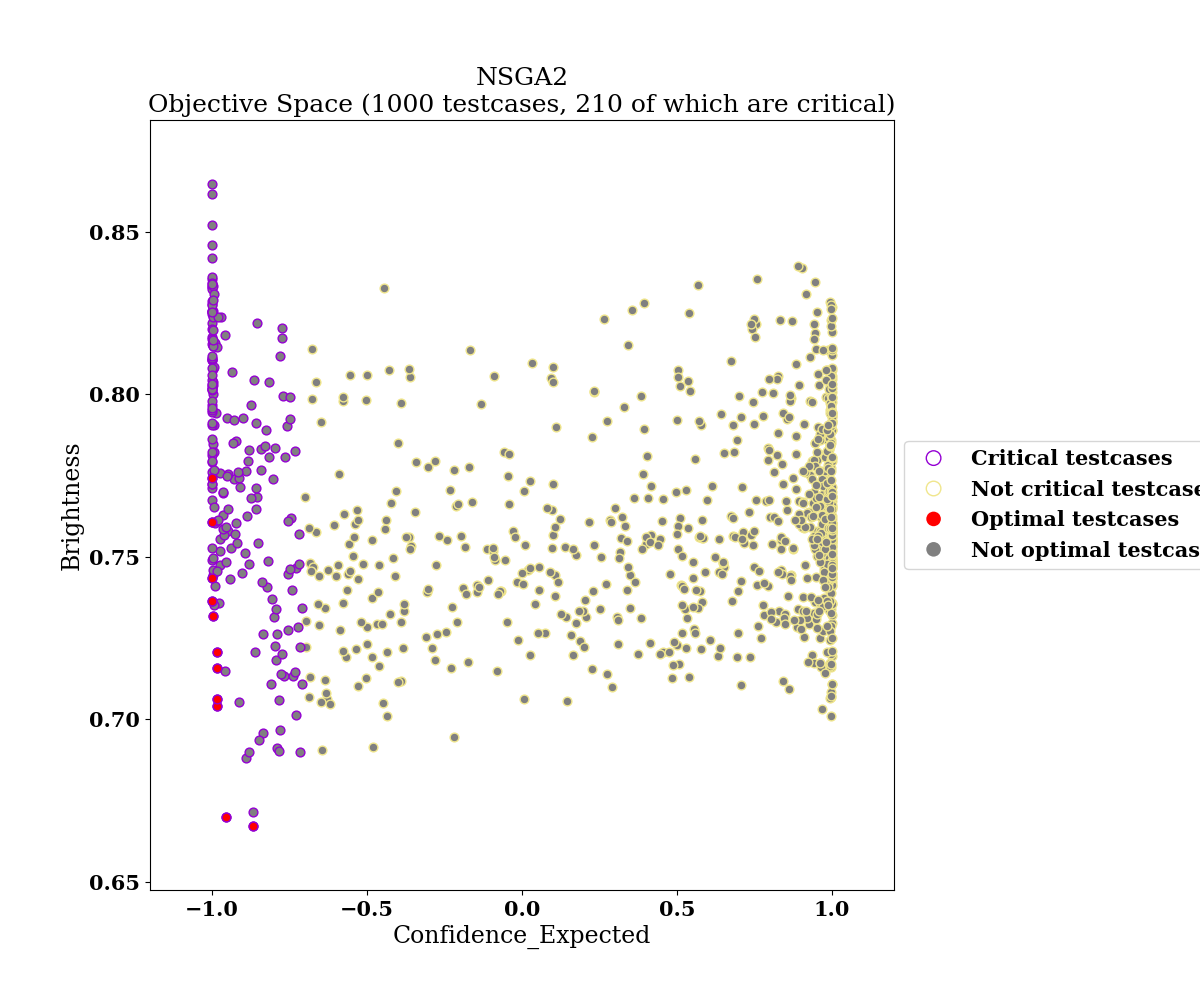 NSGA2
Objective Space (1000 testcases, 210 of which are critical)
0.85
0.80
0.75
0.70
0.65
Brightness
−1.0
−0.5
0.0
0.5
1.0
Confidence_Expected
Critical testcases
Not critical testcase
Optimal testcases
Not optimal testcas